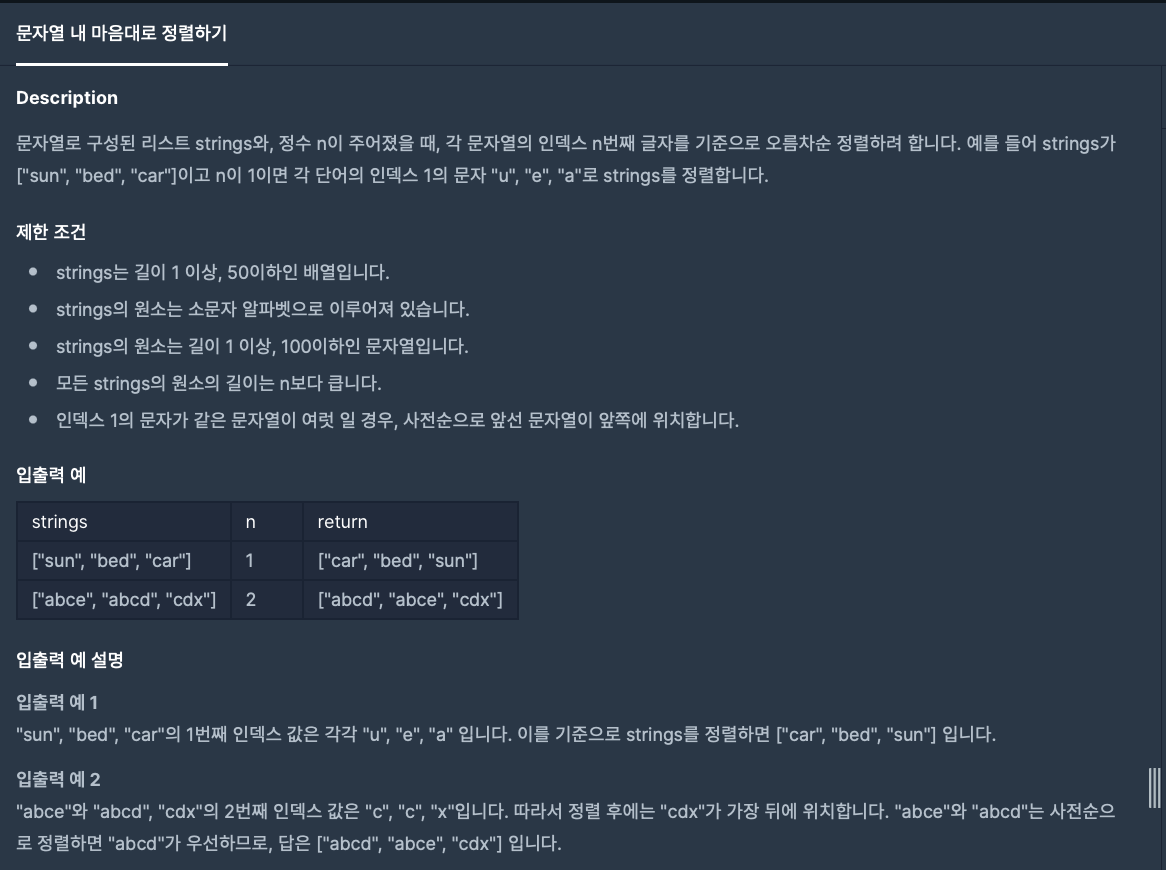 문자열 내 마음대로 정렬하기
Description
문자열로 구성된 리스트 strings와, 정수 n이 주어졌을 때, 각 문자열의 인덱스 n번째 글자를 기준으로 오름차순 정렬하려 합니다. 예를 들어 strings가
["sun", "bed", "car"]이고 n이 1이면 각 단어의 인덱스 1의 문자 "u", "e", "a"로 strings를 정렬합니다.
제한 조건
strings는 길이 1 이상, 50이하인 배열입니다.
strings의 원소는 소문자 알파벳으로 이루어져 있습니다.
strings의 원소는 길이 1 이상, 100이하인 문자열입니다.
모든 strings의 원소의 길이는 n보다 큽니다.
인덱스 1의 문자가 같은 문자열이 여럿 일 경우, 사전순으로 앞선 문자열이 앞쪽에 위치합니다.
입출력 예
strings n return
["sun", "bed", "car"] 1 ["car", "bed", "sun"]
["abce", "abcd", "cdx"] 2 ["abcd", "abce", "cdx"]
입출력 예 설명
입출력 예 1
"sun", "bed", "car"의 1번째 인덱스 값은 각각 "u", "e", "a" 입니다. 이를 기준으로 strings를 정렬하면 ["car", "bed", "sun"] 입니다.
입출력 예 2
"abce"와 "abcd", "cdx"의 2번째 인덱스 값은 "c", "c", "x"입니다. 따라서 정렬 후에는 "cdx"가 가장 뒤에 위치합니다. "abce"와 "abcd"는 사전순으
로 정렬하면 "abcd"가 우선하므로, 답은 ["abcd", "abce", "cdx"] 입니다.